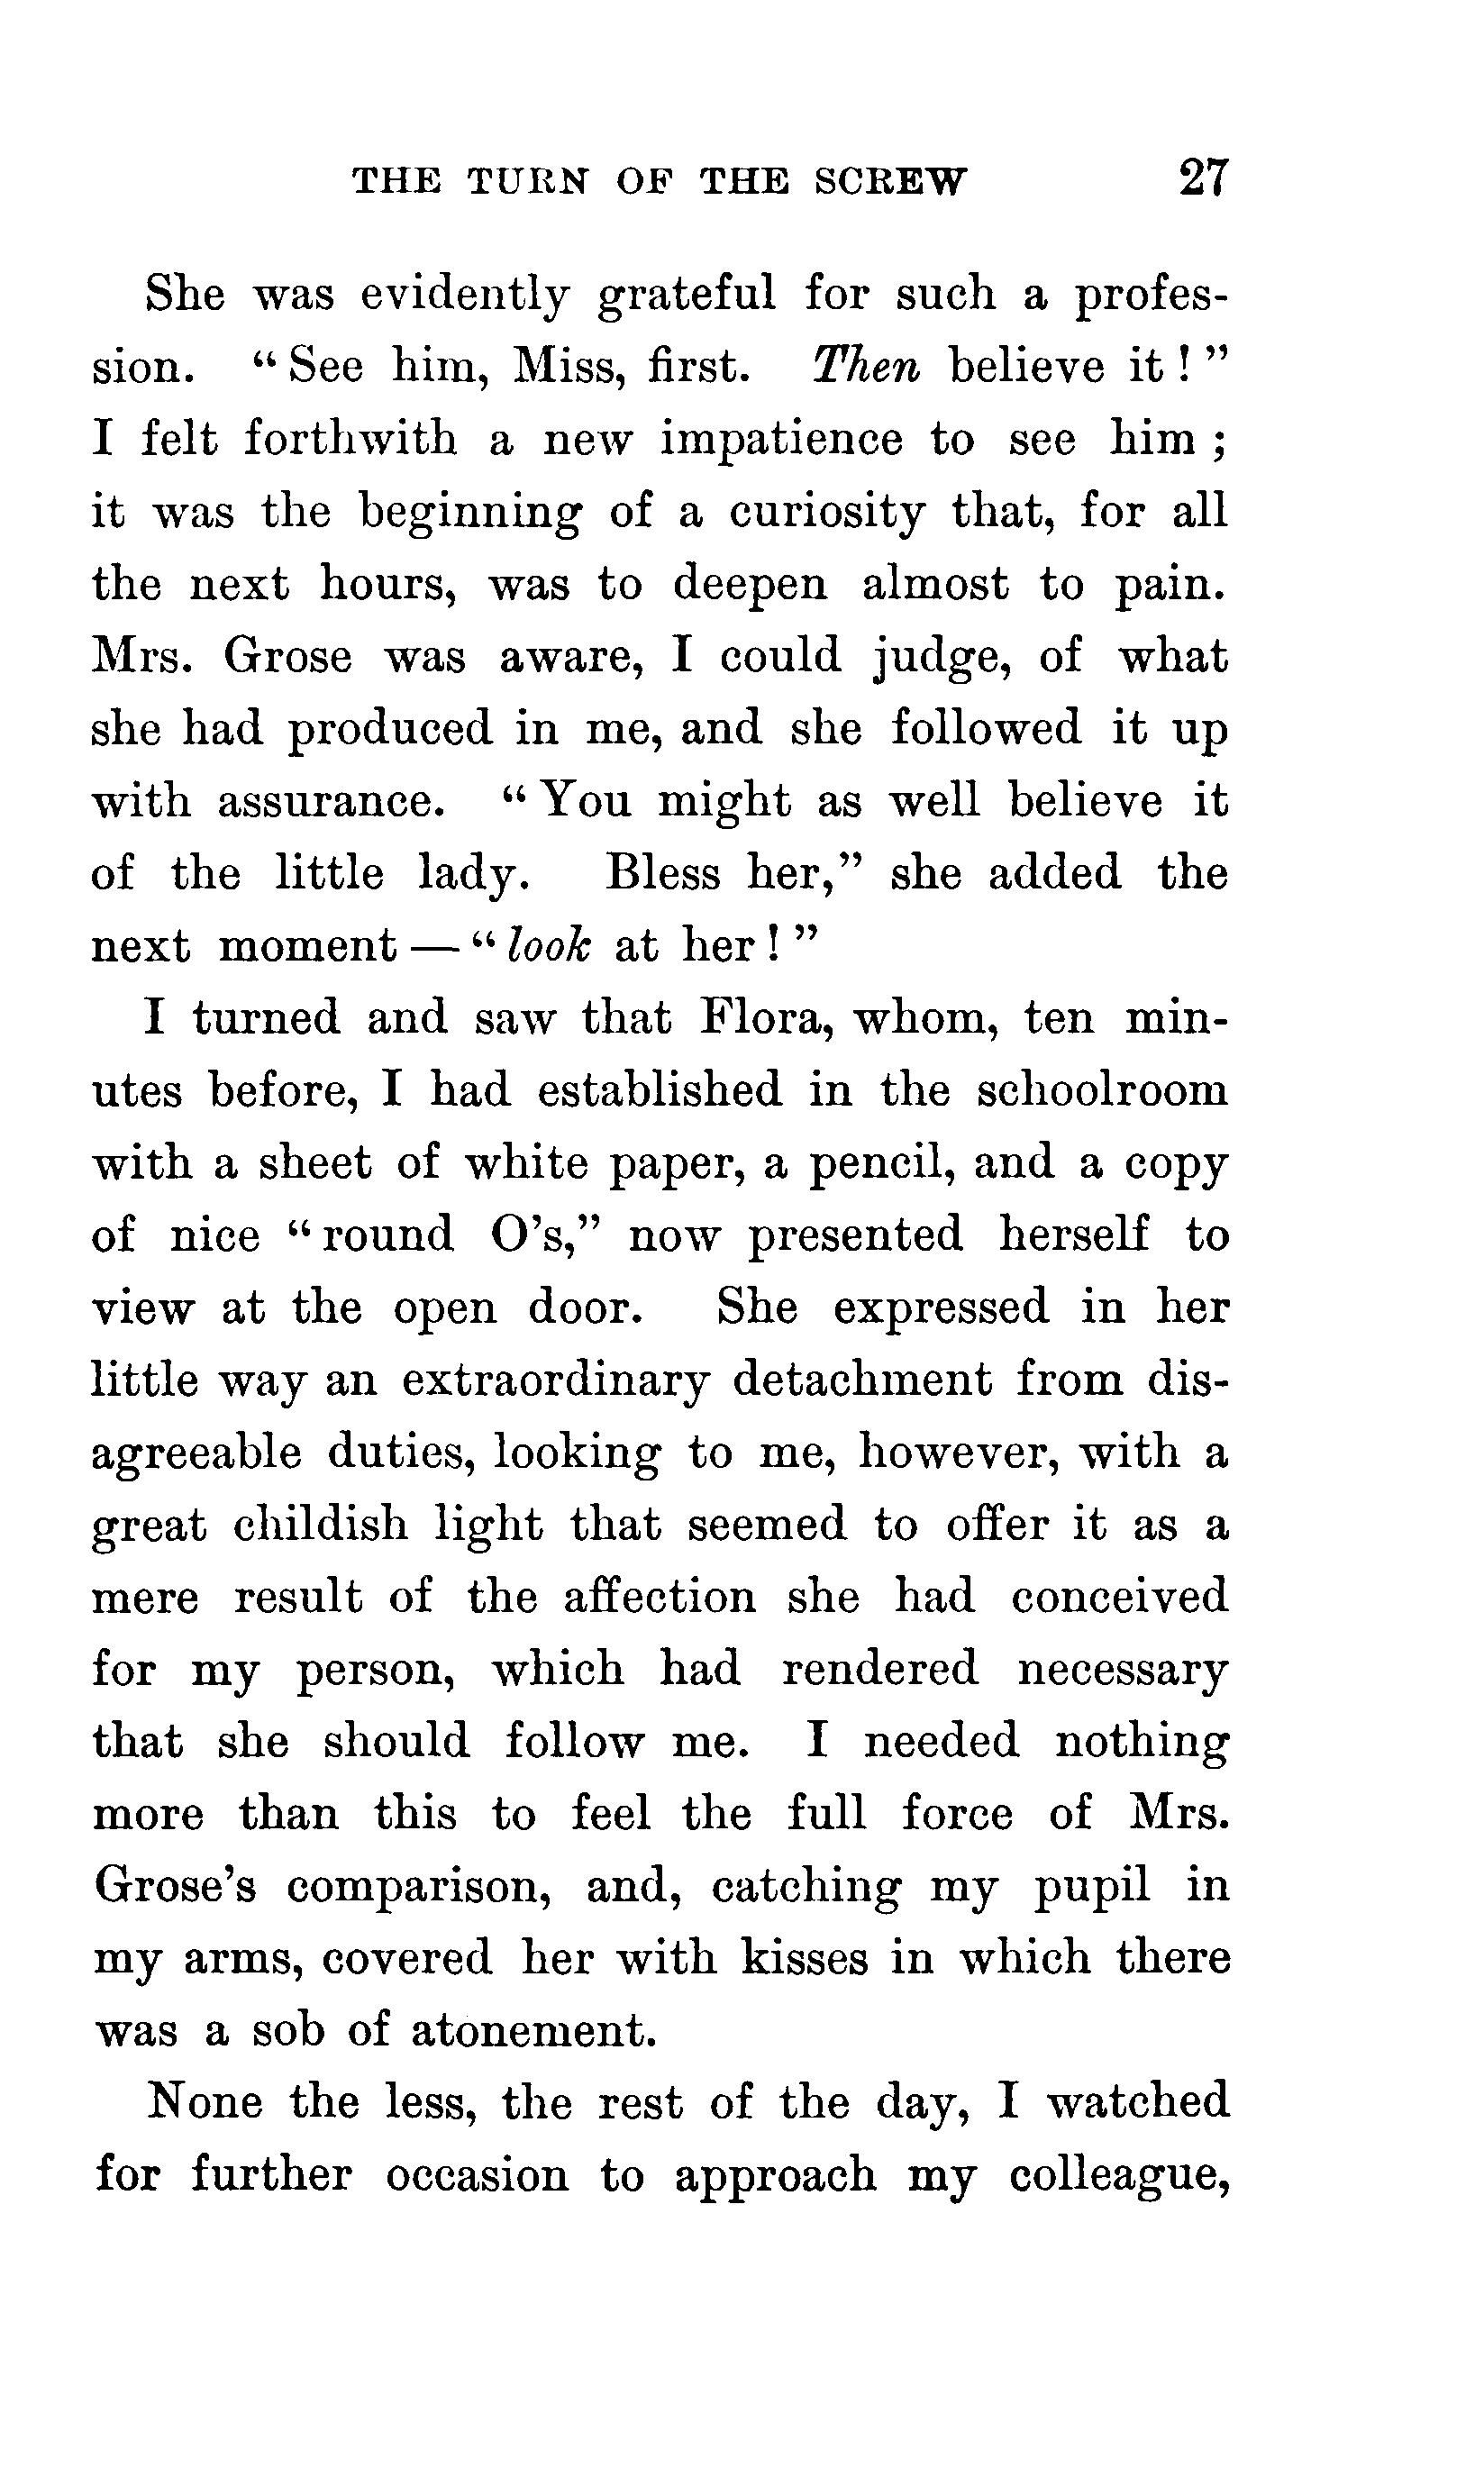 THE TURN OF THE SCREW 27
She was evidently grateful for such a profes-
sion. “See him, Miss, first. Then believe it!”
I felt forthwith a new impatience to see him;
it was the beginning of a curiosity that, for all
the next hours, was to deepen almost to pain.
Mrs. Grose was aware, I could judge, of what
she had produced in me, and she followed it up
with assurance. “You might as well believe it
of the little lady. Bless her,” she added the
next moment — “look at her!”
I turned and saw that Flora, whom, ten min-
utes before, I had established in the schoolroom
with a sheet of white paper, a pencil, and a copy
of nice “round O’s,” now presented herself to
view at the open door. She expressed in her
little way an extraordinary detachment from dis-
agreeable duties, looking to me, however, with a
great childish light that seemed to offer it as a
mere result of the affection she had conceived
for my person, which had rendered necessary
that she should follow me. I needed nothing
more than this to feel the full force of Mrs.
Grose’s comparison, and, catching my pupil in
my arms, covered her with kisses in which there
was a sob of atonement.
None the less, the rest of the day, I watched
for further occasion to approach my colleague,